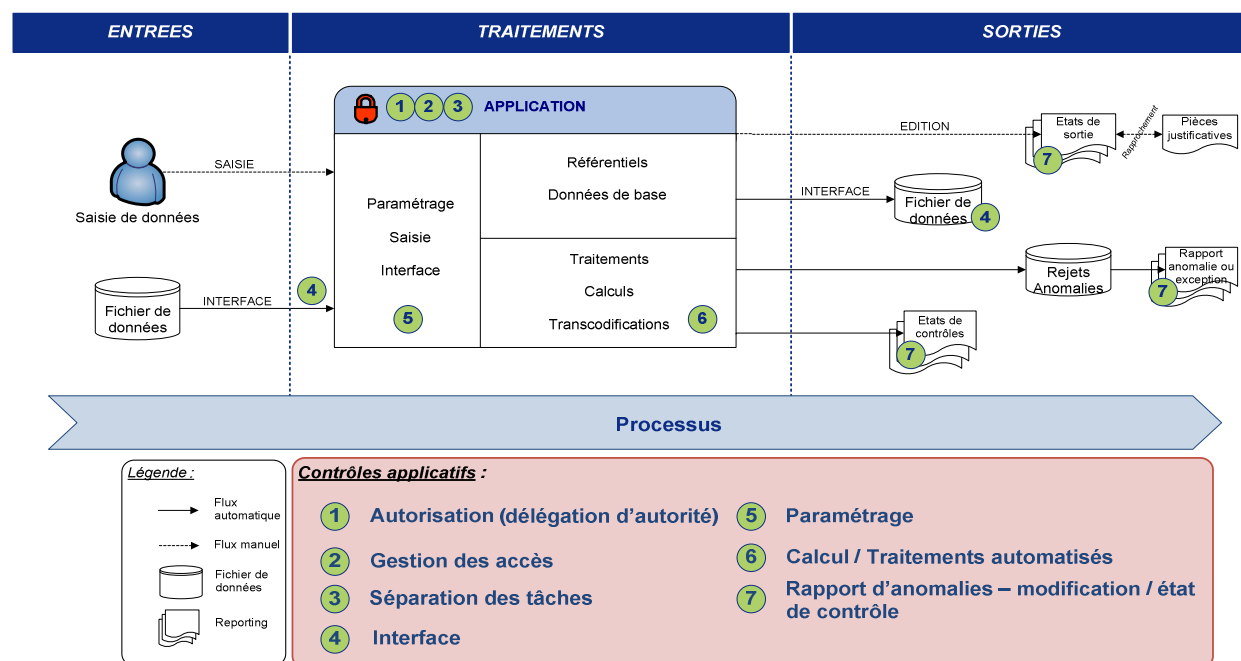 ENTREES
TRAITEMENTS
SORTIES
1 2 3 APPLICATION
SAISIE
Saisie de données
Fichier de
données
INTERFACE
4
Paramétrage
Saisie
Interface
5
Référentiels
Données de base
Traitements
Calculs
Transcodifications
6
EDITION
Etats de
sortie
7
Rapprochement
Pièces
justificatives
INTERFACE
Fichier de
données
4
Rejets
Anomalies
Rapport
anomalie ou
exception
7
Etats de
contrôles
7
Processus
Légende :
Flux
automatique
Flux manuel
Fichier de
données
Reporting
Contrôles applicatifs :
1 Autorisation (délégation d’autorité)
2 Gestion des accès
3 Séparation des tâches
4 Interface
5 Paramétrage
6 Calcul / Traitements automatisés
7 Rapport d’anomalies – modification / état
de contrôle